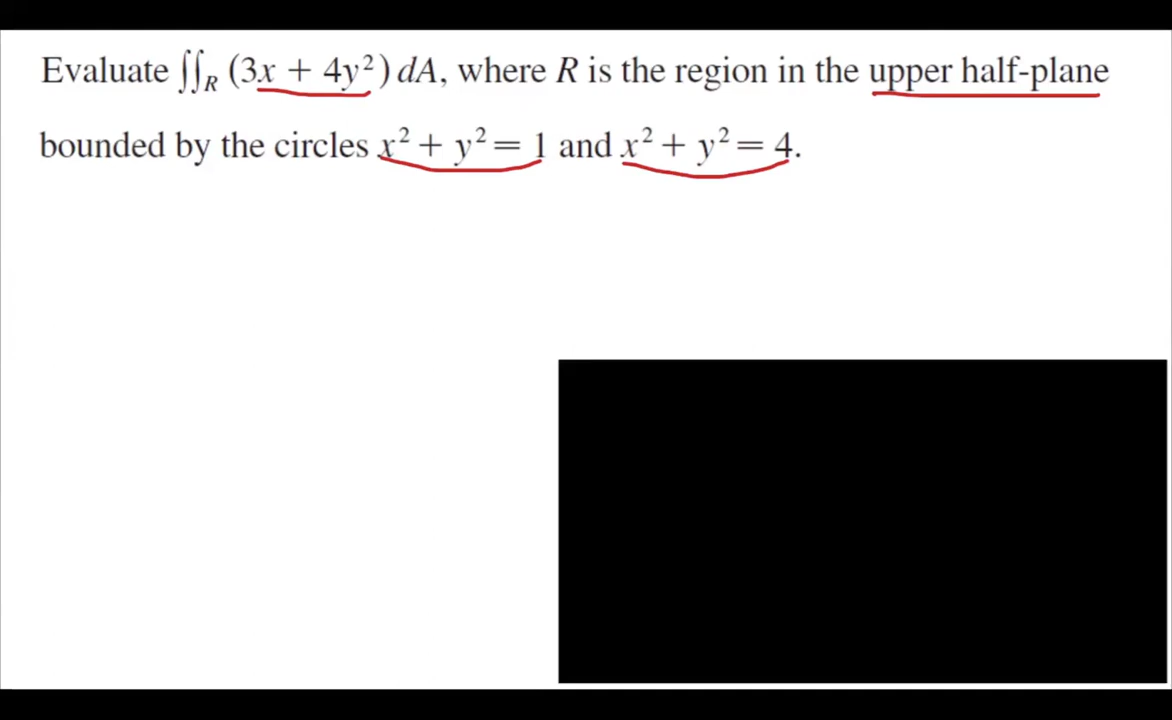 Evaluate ∬_R (3x + 4y²) dA, where R is the region in the upper half-plane
bounded by the circles x² + y² = 1 and x² + y² = 4.